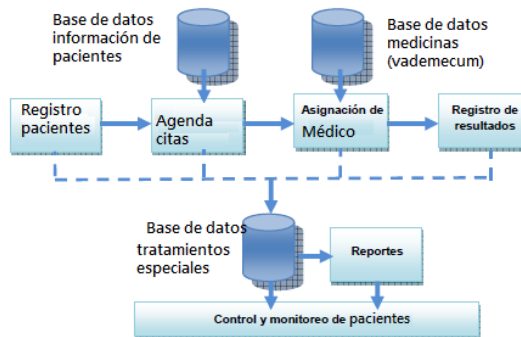 Base de datos
información de
pacientes
Base de datos
medicinas
(vademecum)
Registro
pacientes
Agenda
citas
Asignación de
Médico
Registro de
resultados
Base de datos
tratamientos
especiales
Reportes
Control y monitoreo de pacientes